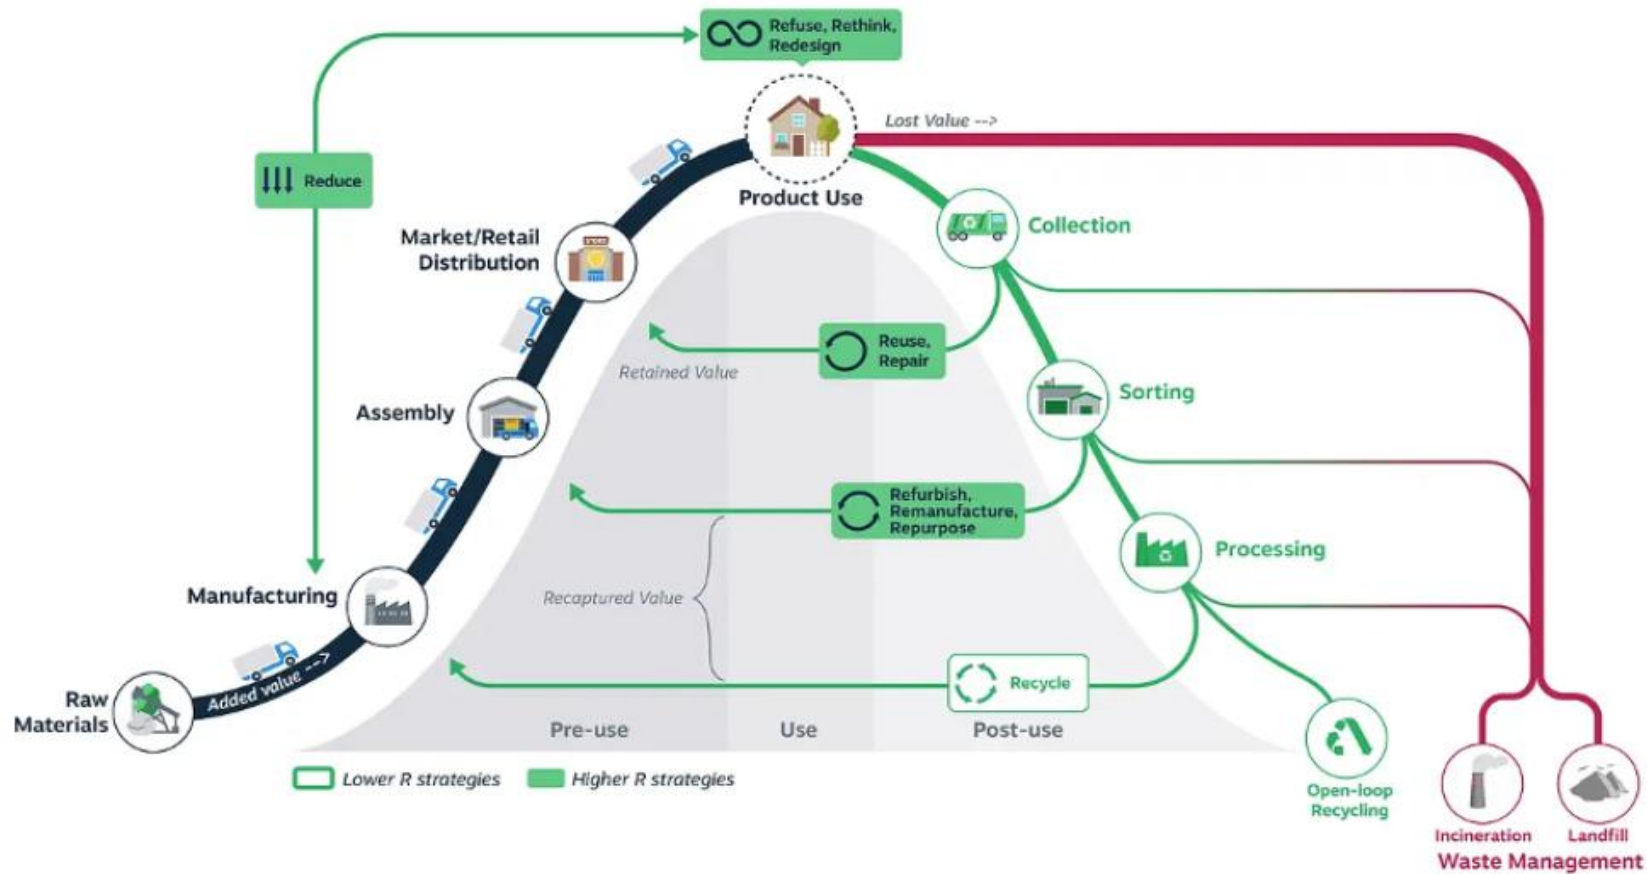 Refuse, Rethink,
Redesign
Lost Value -->
Reduce
Product Use
Collection
Market/Retail
Distribution
STORE
Reuse,
Repair
Retained Value
Sorting
Assembly
Refurbish,
Remanufacture,
Repurpose
Processing
Manufacturing
Recaptured Value
Added value -->
Recycle
Raw
Materials
Pre-use
Use
Post-use
Lower R strategies
Higher R strategies
Open-loop
Recycling
Incineration
Landfill
Waste Management